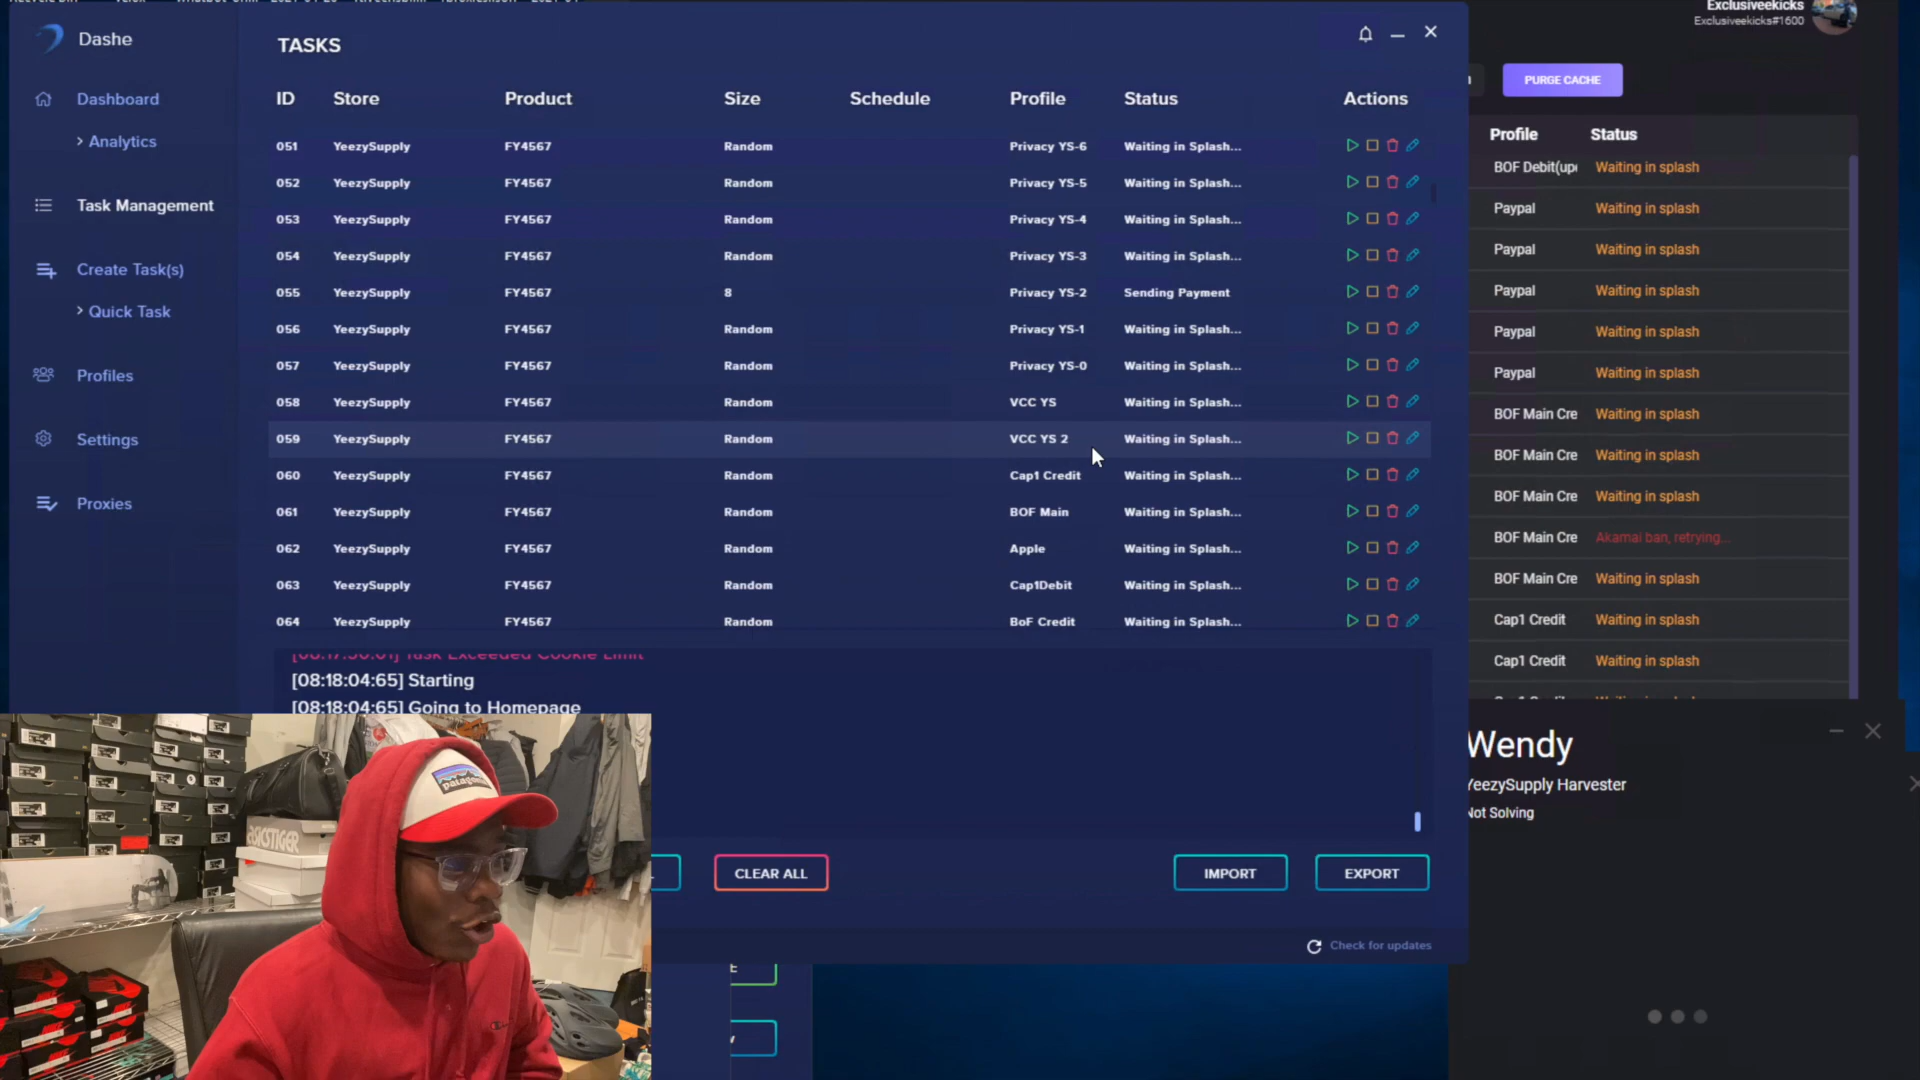 Exclusiveekicks
Exclusiveekicks#1600
Dashe
TASKS
PURGE CACHE
Dashboard
> Analytics
Task Management
Create Task(s)
> Quick Task
Profiles
Settings
Proxies
ID Store Product Size Schedule Profile Status Actions
051 YeezySupply FY4567 Random Privacy YS-6 Waiting in Splash...
052 YeezySupply FY4567 Random Privacy YS-5 Waiting in Splash...
053 YeezySupply FY4567 Random Privacy YS-4 Waiting in Splash...
054 YeezySupply FY4567 Random Privacy YS-3 Waiting in Splash...
055 YeezySupply FY4567 8 Privacy YS-2 Sending Payment
056 YeezySupply FY4567 Random Privacy YS-1 Waiting in Splash...
057 YeezySupply FY4567 Random Privacy YS-0 Waiting in Splash...
058 YeezySupply FY4567 Random VCC YS Waiting in Splash...
059 YeezySupply FY4567 Random VCC YS 2 Waiting in Splash...
060 YeezySupply FY4567 Random Cap1 Credit Waiting in Splash...
061 YeezySupply FY4567 Random BOF Main Waiting in Splash...
062 YeezySupply FY4567 Random Apple Waiting in Splash...
063 YeezySupply FY4567 Random Cap1Debit Waiting in Splash...
064 YeezySupply FY4567 Random BoF Credit Waiting in Splash...
Task Exceeded Cookie Limit
[08:18:04:65] Starting
[08:18:04:65] Going to Homepage
CLEAR ALL
IMPORT
EXPORT
Check for updates
Profile Status
BOF Debit(up Waiting in splash
Paypal Waiting in splash
Paypal Waiting in splash
Paypal Waiting in splash
Paypal Waiting in splash
Paypal Waiting in splash
BOF Main Cre Waiting in splash
BOF Main Cre Waiting in splash
BOF Main Cre Waiting in splash
BOF Main Cre Akamai ban, retrying...
BOF Main Cre Waiting in splash
Cap1 Credit Waiting in splash
Cap1 Credit Waiting in splash
Wendy
YeezySupply Harvester
Not Solving
patagonia
ASICSTIGER